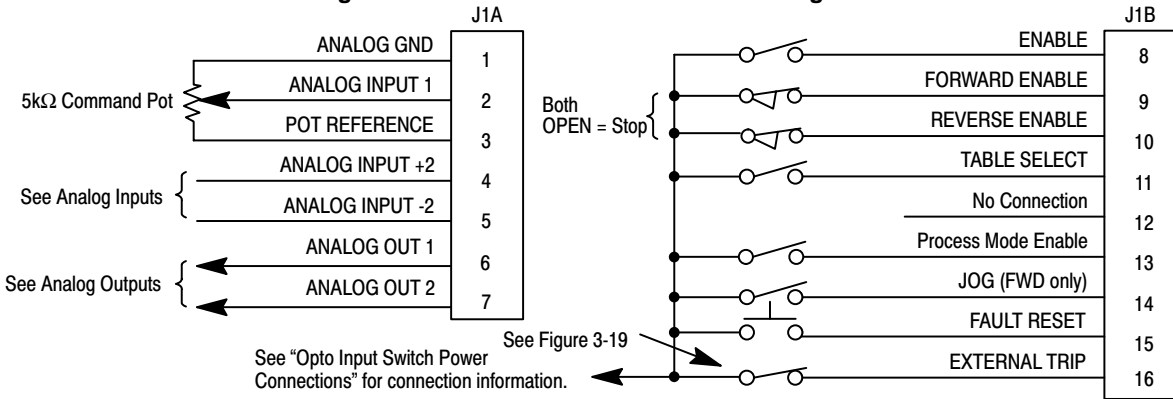 J1A
ANALOG GND
1
5kΩ Command Pot
ANALOG INPUT 1
2
POT REFERENCE
3
ANALOG INPUT +2
4
See Analog Inputs
ANALOG INPUT -2
5
ANALOG OUT 1
6
See Analog Outputs
ANALOG OUT 2
7
J1B
ENABLE
8
FORWARD ENABLE
9
Both
OPEN = Stop
REVERSE ENABLE
10
TABLE SELECT
11
No Connection
12
Process Mode Enable
13
JOG (FWD only)
14
FAULT RESET
15
See Figure 3-19
EXTERNAL TRIP
16
See “Opto Input Switch Power
Connections” for connection information.